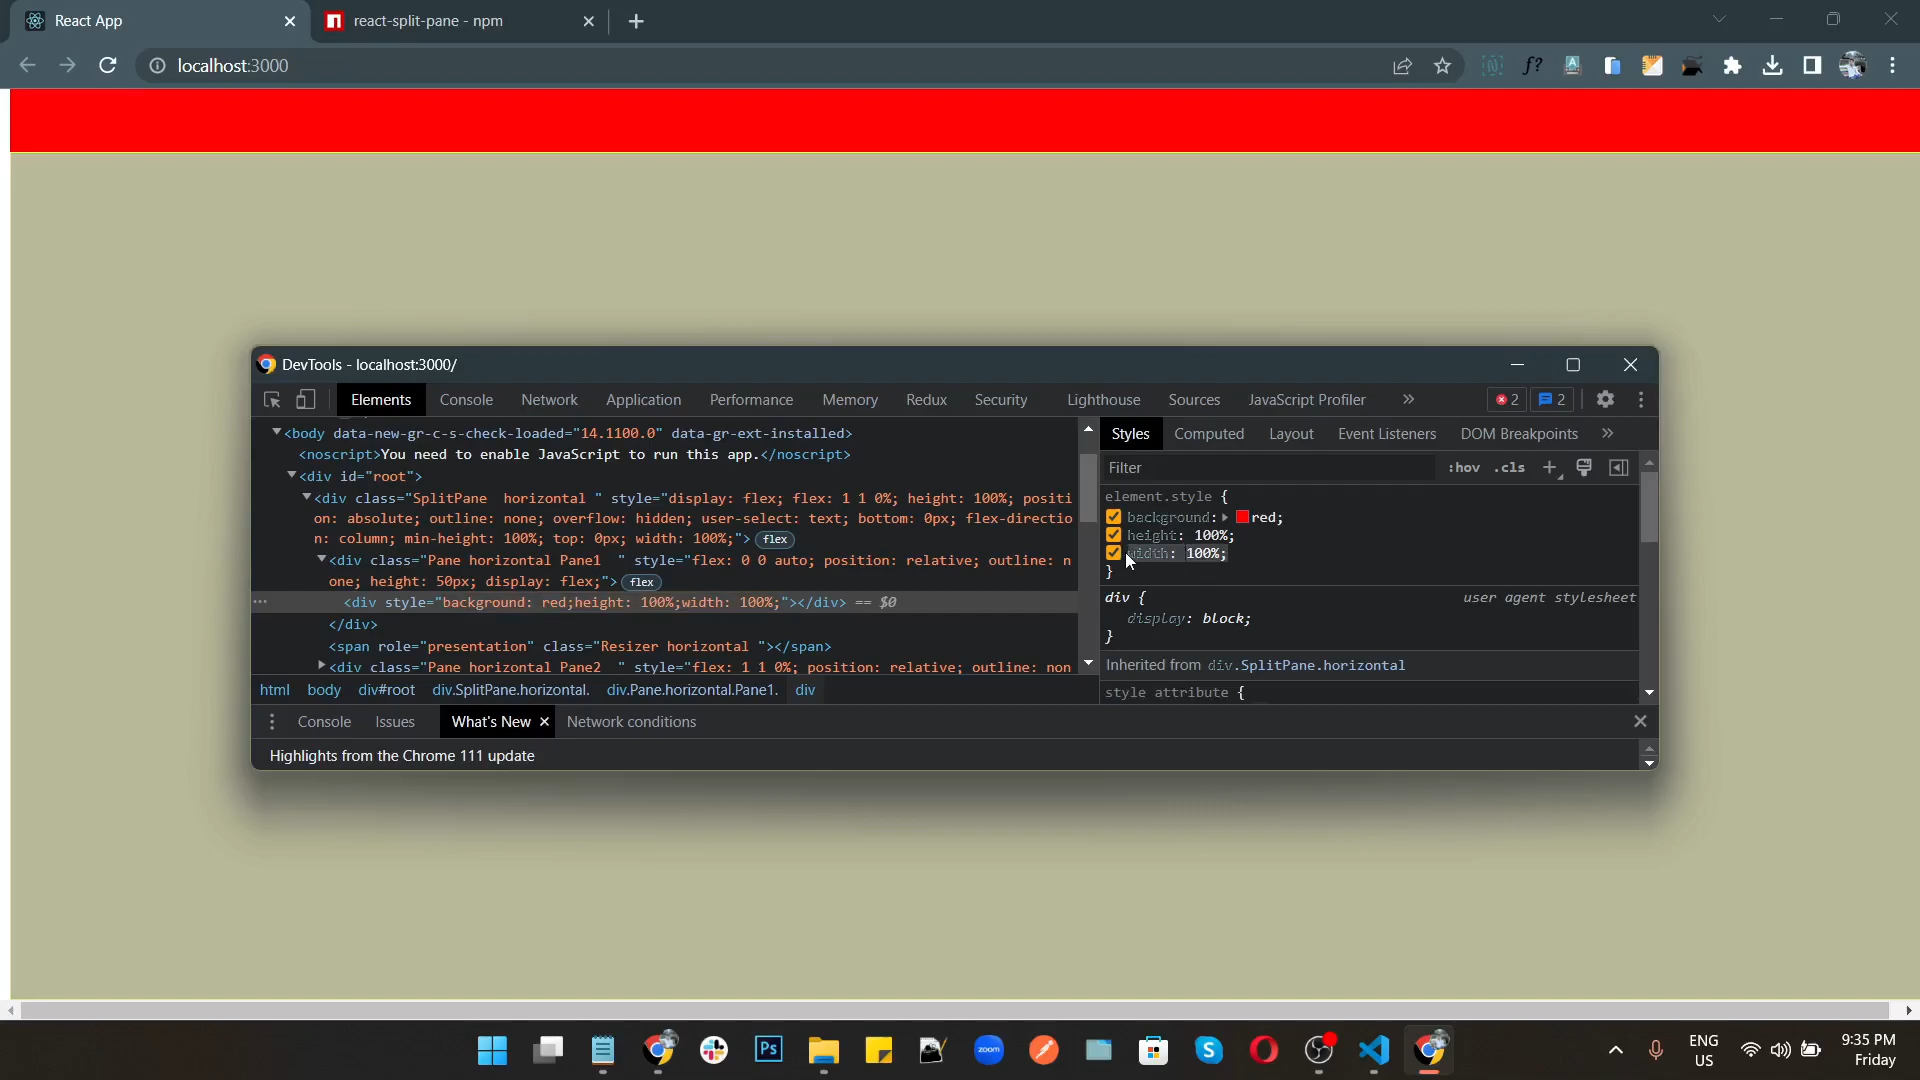 React App
react-split-pane - npm
localhost:3000
DevTools - localhost:3000/
Elements Console Network Application Performance Memory Redux Security Lighthouse Sources JavaScript Profiler » 2 2
<body data-new-gr-c-s-check-loaded="14.1100.0" data-gr-ext-installed>
<noscript>You need to enable JavaScript to run this app.</noscript>
<div id="root">
<div class="SplitPane  horizontal " style="display: flex; flex: 1 1 0%; height: 100%; positi
on: absolute; outline: none; overflow: hidden; user-select: text; bottom: 0px; flex-directio
n: column; min-height: 100%; top: 0px; width: 100%;"> flex
<div class="Pane horizontal Pane1  " style="flex: 0 0 auto; position: relative; outline: n
one; height: 50px; display: flex;"> flex
··· <div style="background: red;height: 100%;width: 100%;"></div> == $0
</div>
<span role="presentation" class="Resizer horizontal "></span>
<div class="Pane horizontal Pane2  " style="flex: 1 1 0%; position: relative; outline: non
html body div#root div.SplitPane.horizontal. div.Pane.horizontal.Pane1. div
Styles Computed Layout Event Listeners DOM Breakpoints »
Filter :hov .cls
element.style {
background: red;
height: 100%;
width: 100%;
}
div { user agent stylesheet
display: block;
}
Inherited from div.SplitPane.horizontal
style attribute {
Console Issues What's New Network conditions
Highlights from the Chrome 111 update
Ps
zoom
ENG
US
9:35 PM
Friday